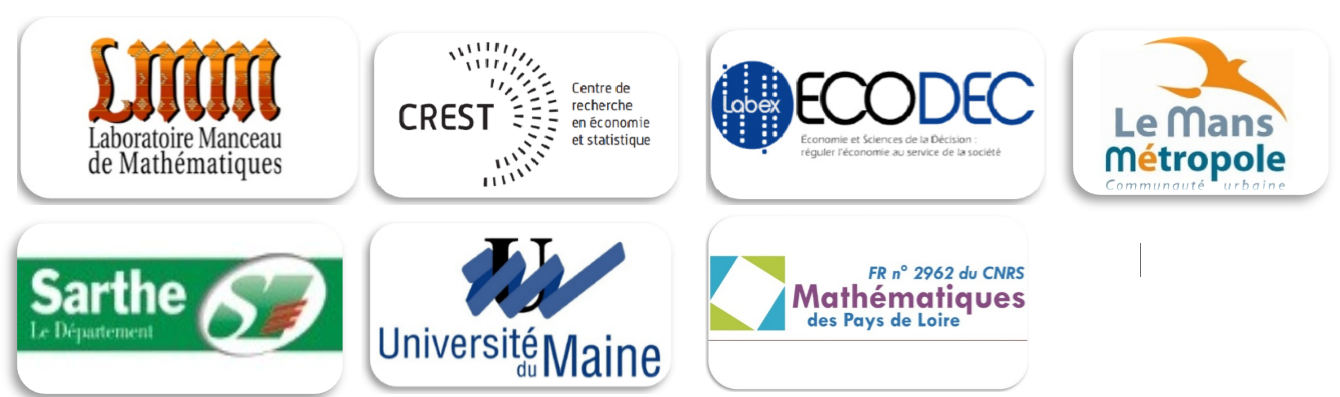 LMM
Laboratoire Manceau
de Mathématiques
CREST
Centre de
recherche
en économie
et statistique
Labex
ECODEC
Economie et Sciences de la Décision :
réguler l'économie au service de la société
Le Mans
Métropole
Communauté urbaine
Sarthe
Le Département
U
Université
du Maine
FR n° 2962 du CNRS
Mathématiques
des Pays de Loire